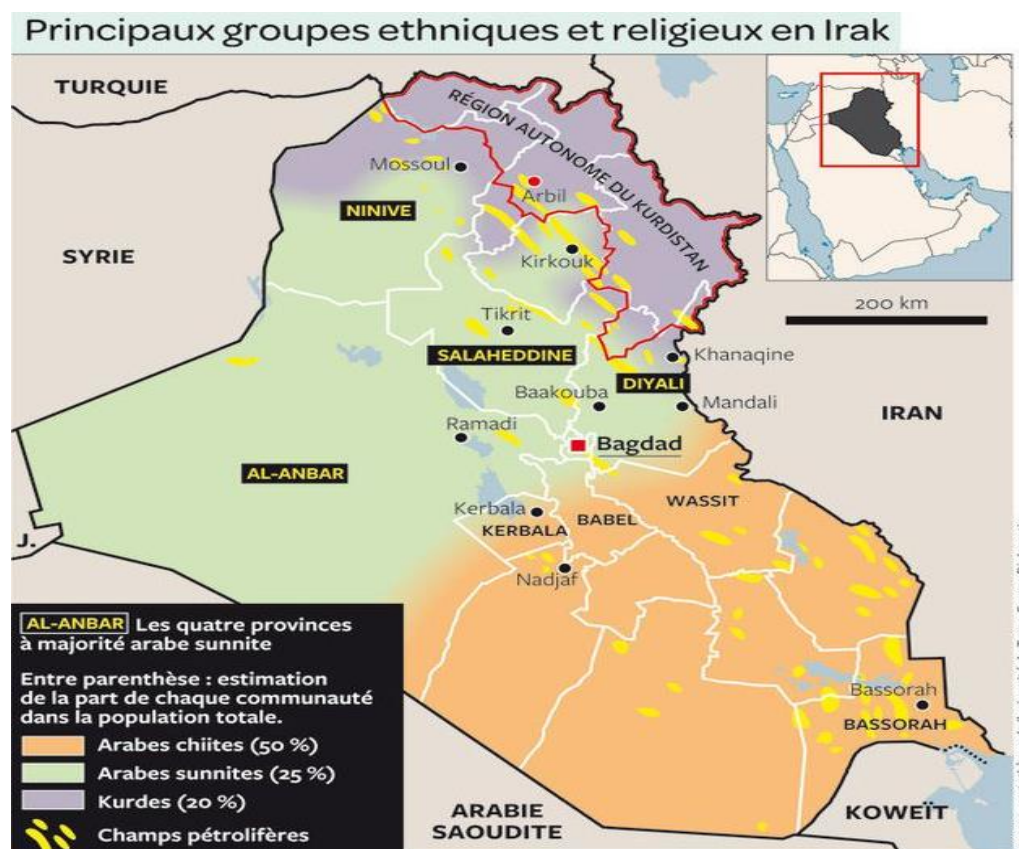 Principaux groupes ethniques et religieux en Irak
TURQUIE
RÉGION AUTONOME DU KURDISTAN
Mossoul
Arbil
NINIVE
SYRIE
Kirkouk
200 km
Tikrit
SALAHEDDINE
Khanaqine
DIYALI
Baakouba
Mandali
IRAN
Ramadi
Bagdad
AL-ANBAR
WASSIT
Kerbala
BABEL
KERBALA
J.
Nadjaf
AL-ANBAR Les quatre provinces
à majorité arabe sunnite
Entre parenthèse : estimation
de la part de chaque communauté
dans la population totale.
Bassorah
BASSORAH
Arabes chiites (50 %)
Arabes sunnites (25 %)
Kurdes (20 %)
Champs pétrolifères
ARABIE
SAOUDITE
KOWEÏT